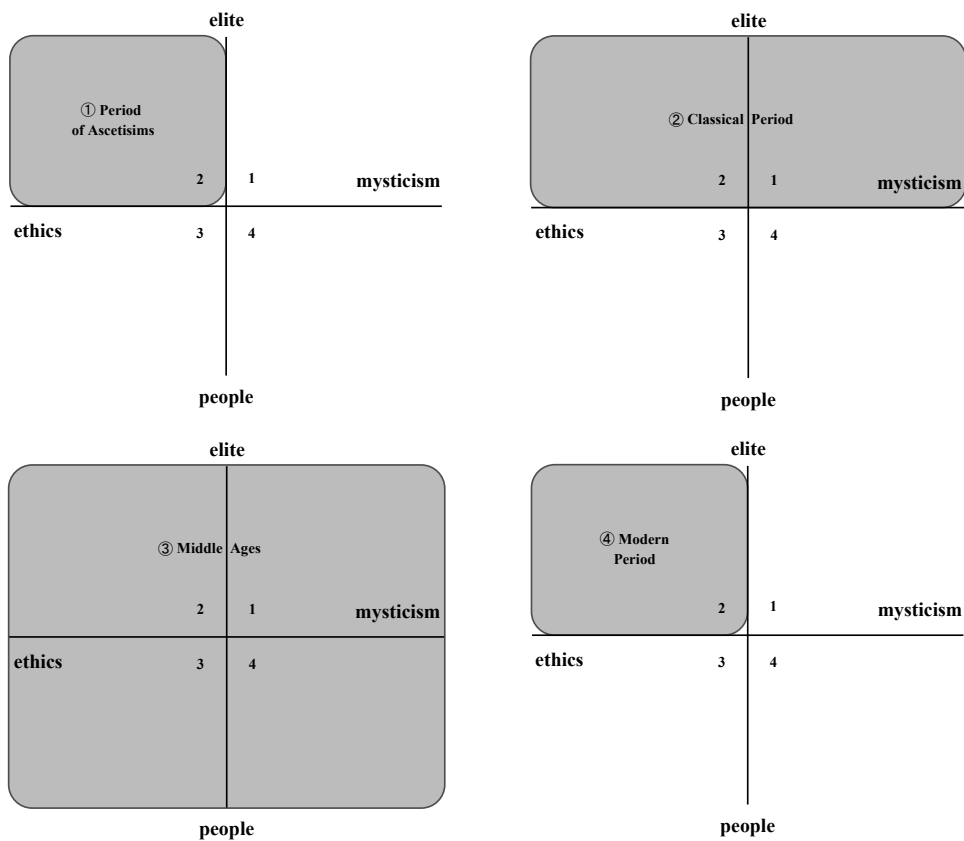 elite
① Period
of Ascetisims
2 1
mysticism
ethics
3 4
people
elite
② Classical Period
2 1
mysticism
ethics
3 4
people
elite
③ Middle Ages
2 1
mysticism
ethics
3 4
people
elite
④ Modern
Period
2 1
mysticism
ethics
3 4
people